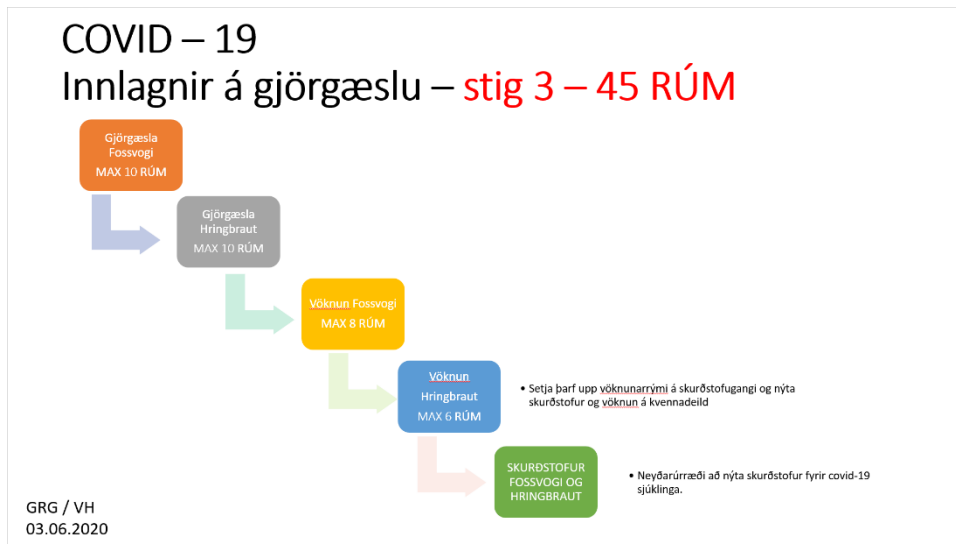 COVID – 19
Innlagnir á gjörgæslu – stig 3 – 45 RÚM
Gjörgæsla
Fossvogi
MAX 10 RÚM
Gjörgæsla
Hringbraut
MAX 10 RÚM
Vöknun Fossvogi
MAX 8 RÚM
Vöknun
Hringbraut
MAX 6 RÚM
• Setja þarf upp vöknunarrými á skurðstofugangi og nýta
skurðstofur og vöknun á kvennadeild
SKURÐSTOFUR
FOSSVOGI OG
HRINGBRAUT
• Neyðarúrræði að nýta skurðstofur fyrir covid-19
sjúklinga.
GRG / VH
03.06.2020